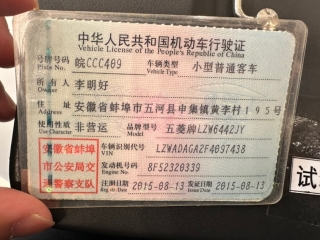 中华人民共和国机动车行驶证
Vehicle License of the People's Republic of China
号牌号码 皖CCC409 车辆类型 小型普通客车
Plate No. Vehicle Type
所有人 李明好
Owner
住址 安徽省蚌埠市五河县申集镇黄李村195号
Address
使用性质 非营运 品牌型号 五菱牌LZW6442JY
Use Character Model
安徽省蚌埠 车辆识别代号 LZWADAGA2F4097438
VIN
市公安局交 发动机号码 8F52320339
Engine No.
通警察支队 注册日期 2015-08-13 发证日期 2015-08-13
Register Date Issue Date
试